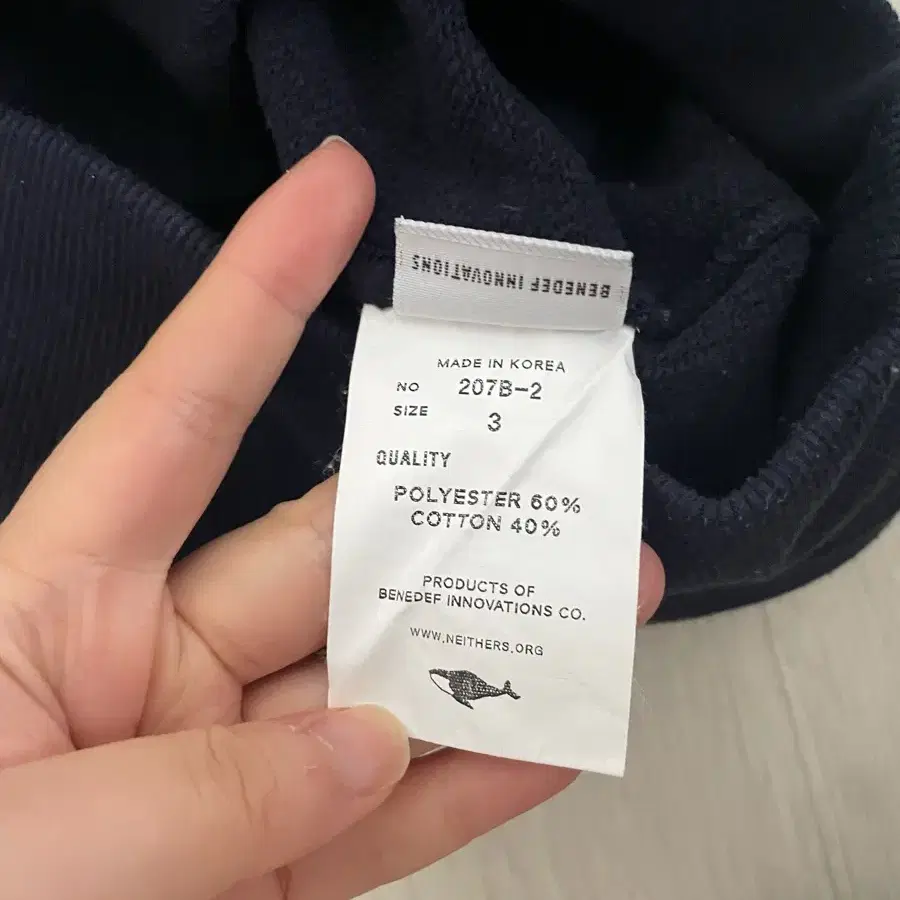 BENEDEF INNOVATIONS
MADE IN KOREA
NO 207B-2
SIZE 3
QUALITY
POLYESTER 60%
COTTON 40%
PRODUCTS OF
BENEDEF INNOVATIONS CO.
WWW.NEITHERS.ORG